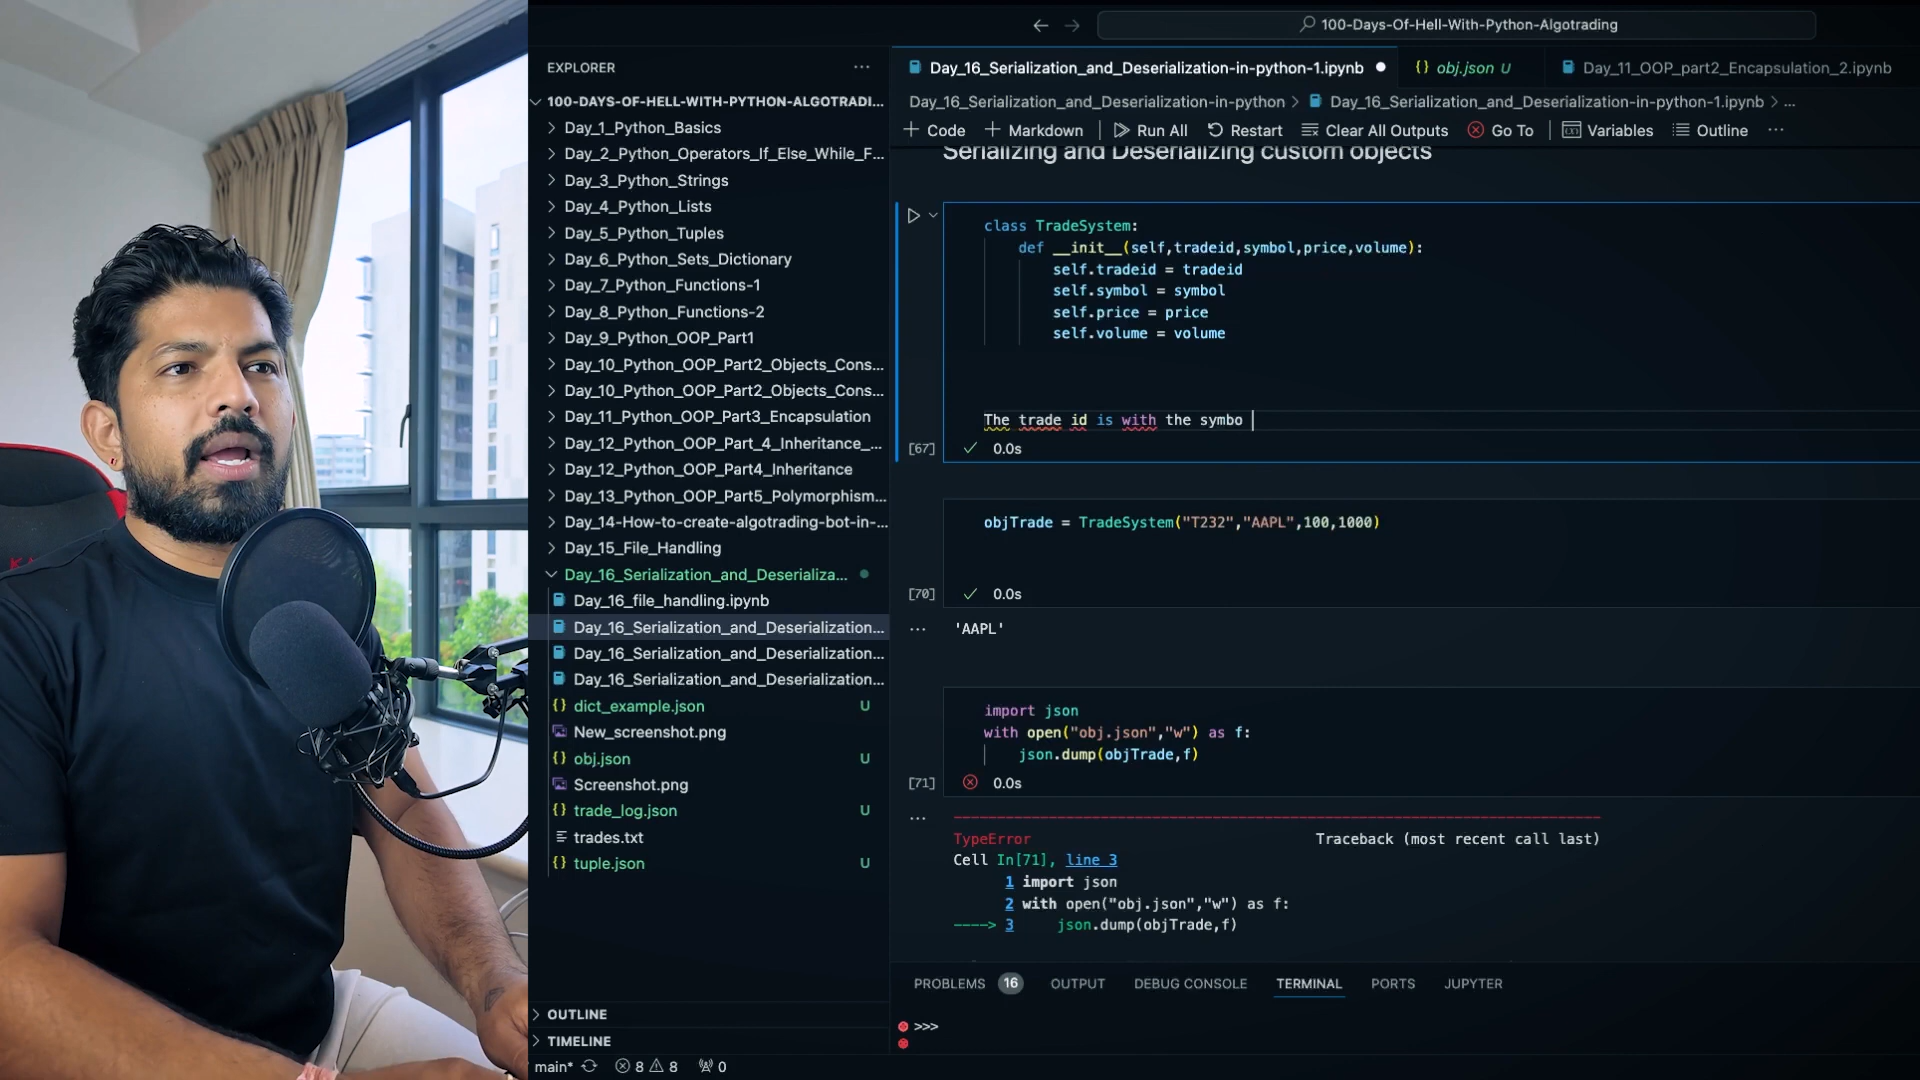 100-Days-Of-Hell-With-Python-Algotrading
EXPLORER
100-DAYS-OF-HELL-WITH-PYTHON-ALGOTRADI...
Day_1_Python_Basics
Day_2_Python_Operators_If_Else_While_F...
Day_3_Python_Strings
Day_4_Python_Lists
Day_5_Python_Tuples
Day_6_Python_Sets_Dictionary
Day_7_Python_Functions-1
Day_8_Python_Functions-2
Day_9_Python_OOP_Part1
Day_10_Python_OOP_Part2_Objects_Cons...
Day_10_Python_OOP_Part2_Objects_Cons...
Day_11_Python_OOP_Part3_Encapsulation
Day_12_Python_OOP_Part_4_Inheritance_...
Day_12_Python_OOP_Part4_Inheritance
Day_13_Python_OOP_Part5_Polymorphism...
Day_14-How-to-create-algotrading-bot-in-...
Day_15_File_Handling
Day_16_Serialization_and_Deserializa...
Day_16_file_handling.ipynb
Day_16_Serialization_and_Deserialization...
Day_16_Serialization_and_Deserialization...
Day_16_Serialization_and_Deserialization...
{} dict_example.json U
New_screenshot.png
{} obj.json U
Screenshot.png
{} trade_log.json U
trades.txt
{} tuple.json U
OUTLINE
TIMELINE
main* 8 8 0
Day_16_Serialization_and_Deserialization-in-python-1.ipynb ● {} obj.json U Day_11_OOP_part2_Encapsulation_2.ipynb
Day_16_Serialization_and_Deserialization-in-python > Day_16_Serialization_and_Deserialization-in-python-1.ipynb > ...
+ Code + Markdown | Run All Restart Clear All Outputs Go To | Variables Outline ...
Serializing and Deserializing custom objects
class TradeSystem:
def __init__(self,tradeid,symbol,price,volume):
self.tradeid = tradeid
self.symbol = symbol
self.price = price
self.volume = volume
The trade id is with the symbo
[67] ✓ 0.0s
objTrade = TradeSystem("T232","AAPL",100,1000)
[70] ✓ 0.0s
... 'AAPL'
import json
with open("obj.json","w") as f:
json.dump(objTrade,f)
[71] 0.0s
...
TypeError Traceback (most recent call last)
Cell In[71], line 3
1 import json
2 with open("obj.json","w") as f:
----> 3 json.dump(objTrade,f)
PROBLEMS 16 OUTPUT DEBUG CONSOLE TERMINAL PORTS JUPYTER
>>>